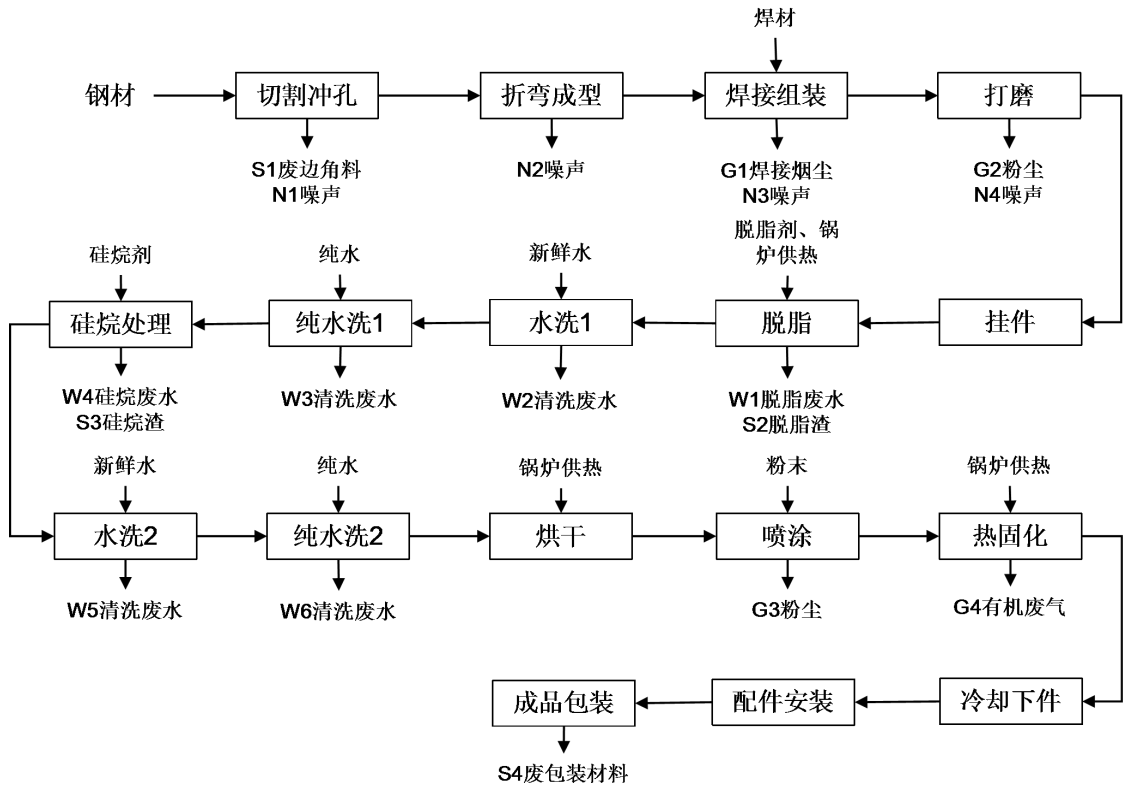 焊材
钢材
切割冲孔
折弯成型
焊接组装
打磨
S1废边角料
N1噪声
N2噪声
G1焊接烟尘
N3噪声
G2粉尘
N4噪声
硅烷剂
纯水
新鲜水
脱脂剂、锅
炉供热
硅烷处理
纯水洗1
水洗1
脱脂
挂件
W4硅烷废水
S3硅烷渣
W3清洗废水
W2清洗废水
W1脱脂废水
S2脱脂渣
新鲜水
纯水
锅炉供热
粉末
锅炉供热
水洗2
纯水洗2
烘干
喷涂
热固化
W5清洗废水
W6清洗废水
G3粉尘
G4有机废气
成品包装
配件安装
冷却下件
S4废包装材料